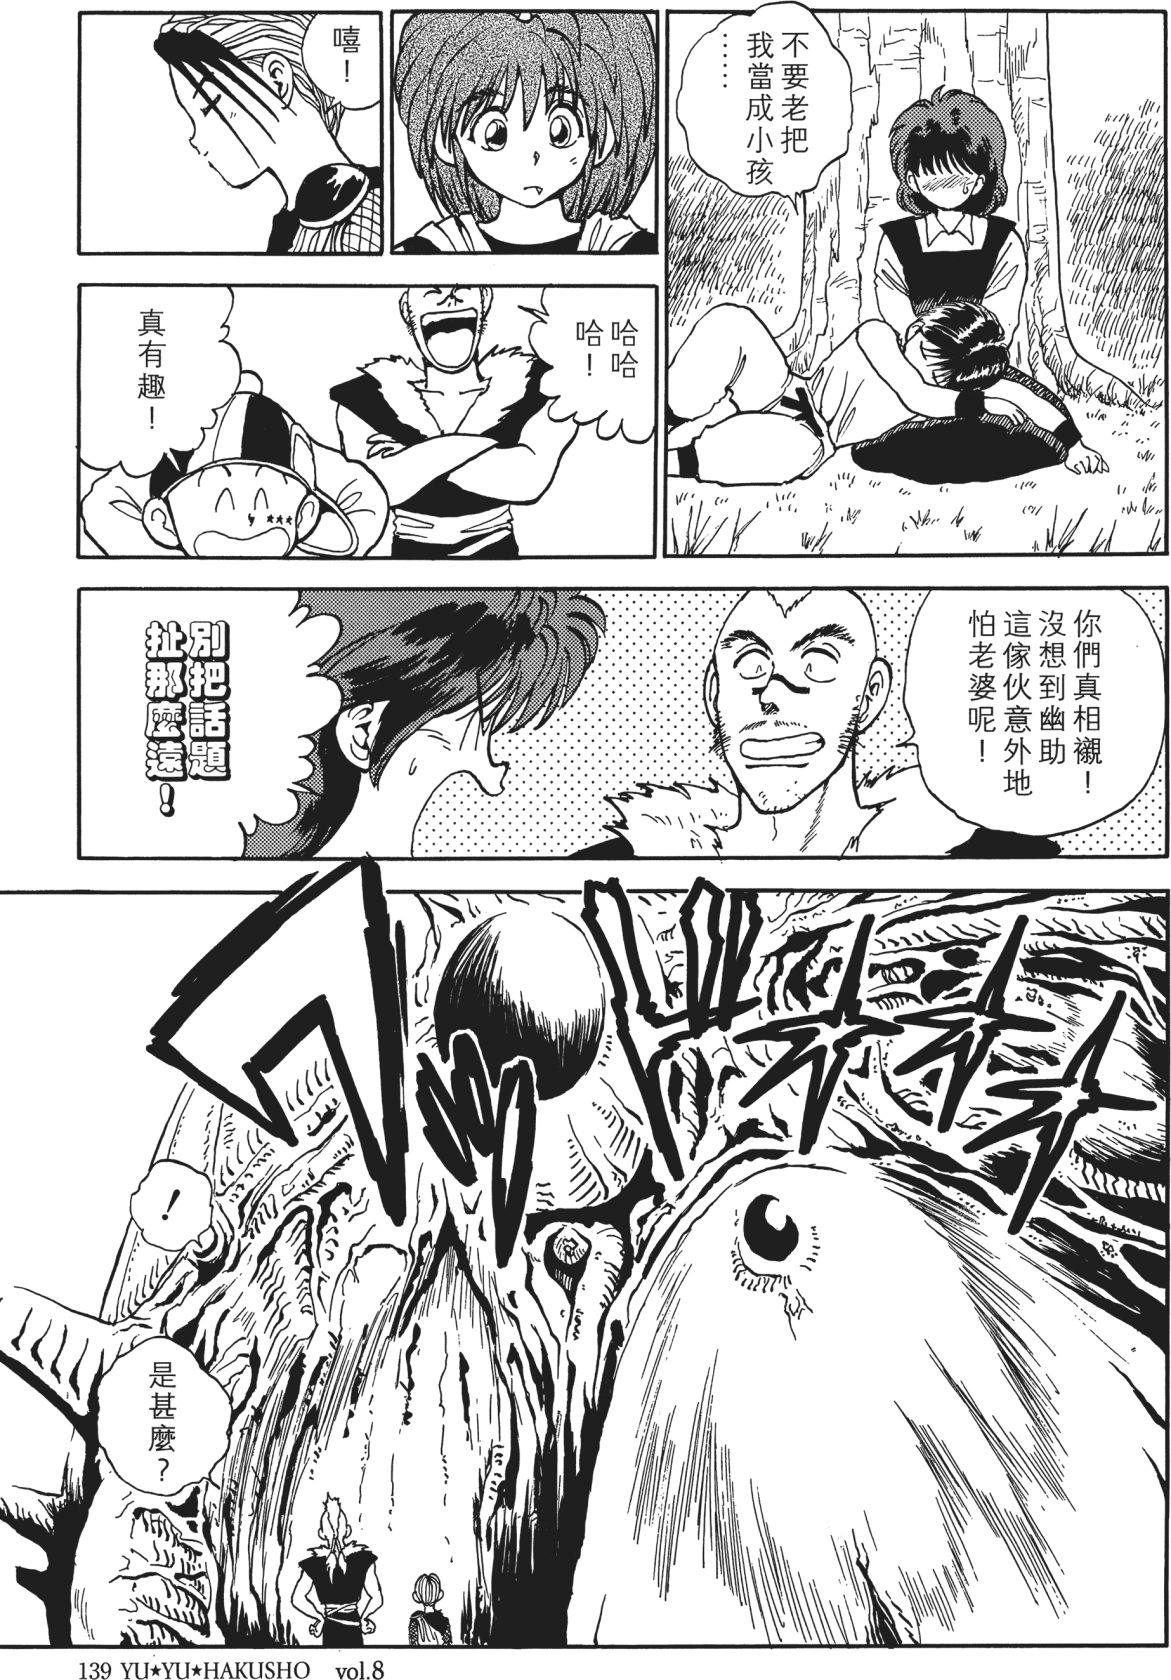 不要老把
我當成小孩
……
嘻！
哈哈
哈！
真有趣！
你們真相襯！
沒想到幽助
這傢伙意外地
怕老婆呢！
別把話題
扯那麼遠！
！
是甚麼？
139 YU★YU★HAKUSHO vol.8